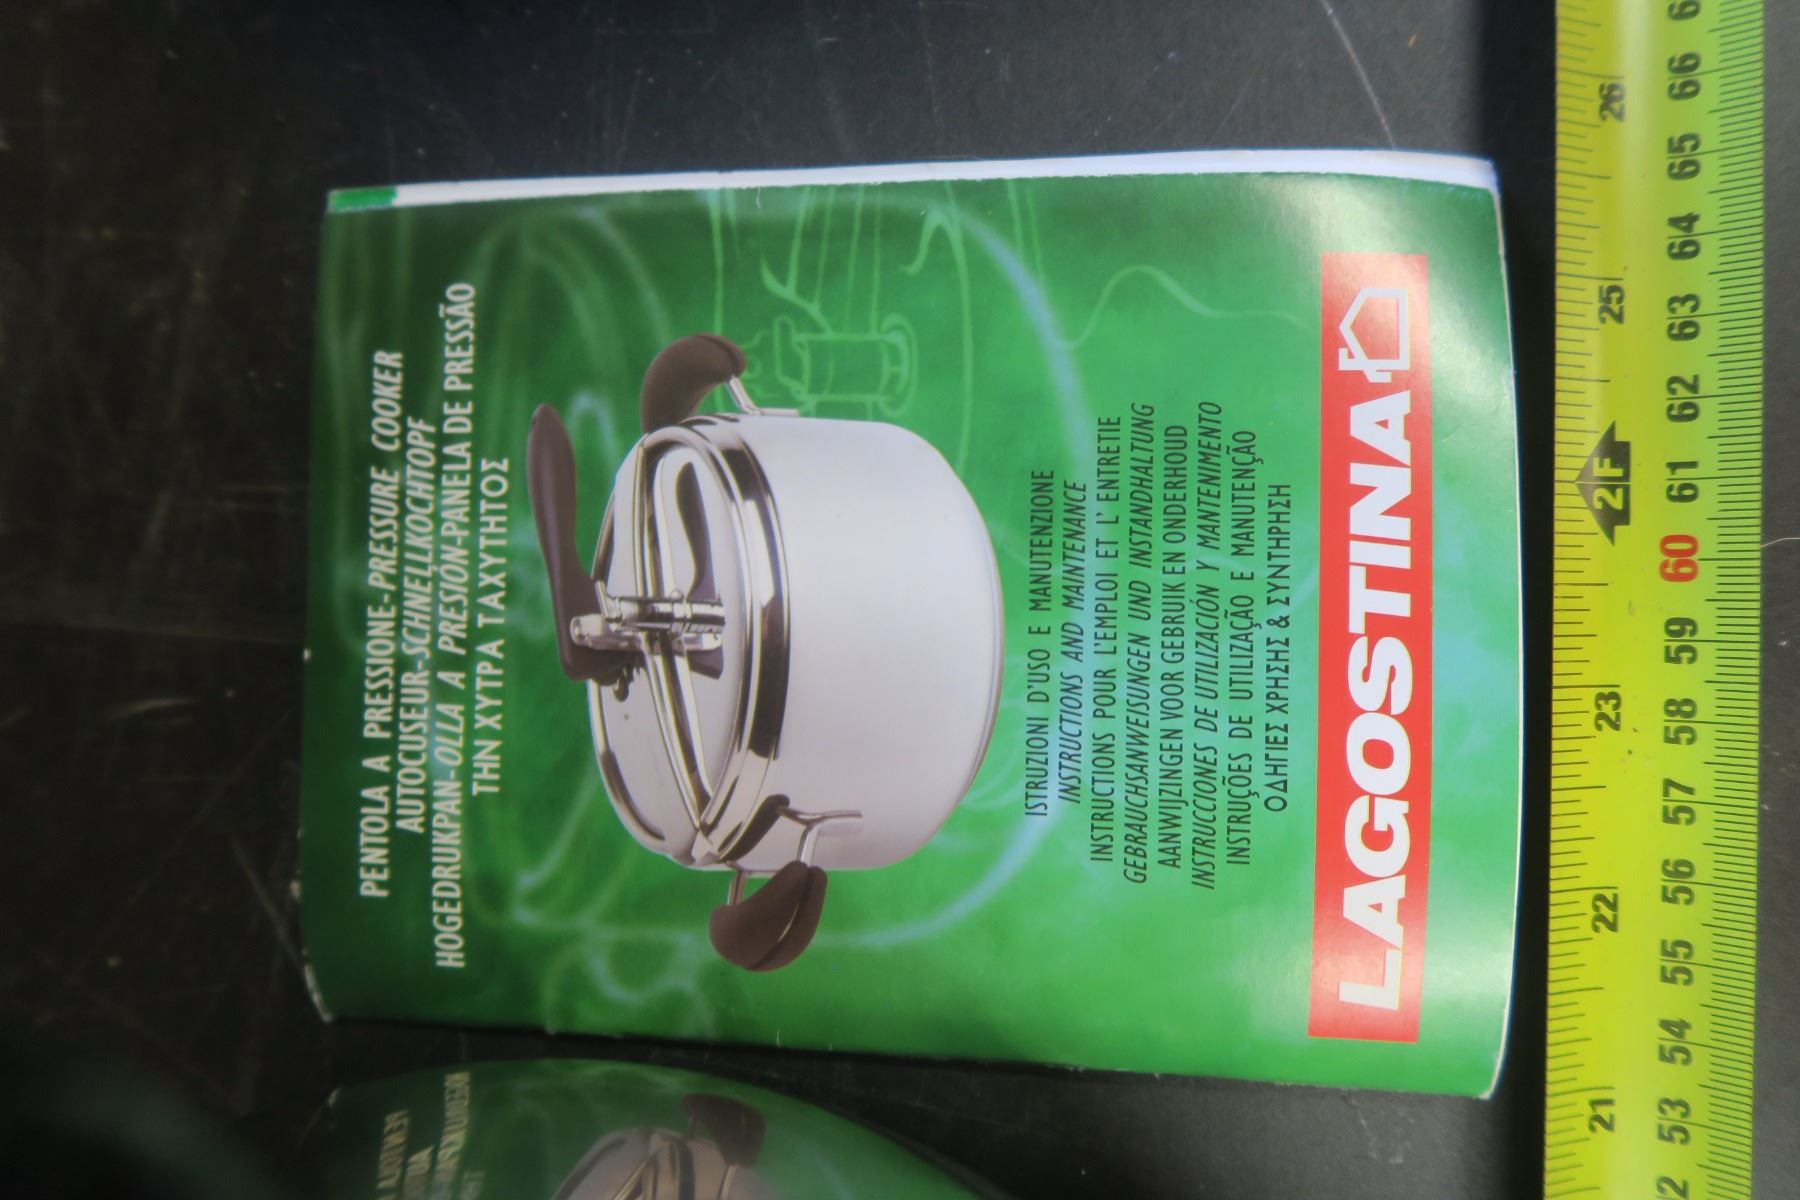 PENTOLA A PRESSIONE-PRESSURE COOKER
AUTOCUSEUR-SCHNELLKOCHTOPF
HOGEDRUKPAN-OLLA A PRESIÓN-PANELA DE PRESSÃO
ΤΗΝ ΧΥΤΡΑ ΤΑΧΥΤΗΤΟΣ
ISTRUZIONI D'USO E MANUTENZIONE
INSTRUCTIONS AND MAINTENANCE
INSTRUCTIONS POUR L'EMPLOI ET L' ENTRETIE
GEBRAUCHSANWEISUNGEN UND INSTANDHALTUNG
AANWIJZINGEN VOOR GEBRUIK EN ONDERHOUD
INSTRUCCIONES DE UTILIZACIÓN Y MANTENIMENTO
INSTRUÇÕES DE UTILIZAÇÃO E MANUTENÇÃO
ΟΔΗΓΙΕΣ ΧΡΗΣΗΣ & ΣΥΝΤΗΡΗΣΗ
LAGOSTINA
21 22 23 2F 25 26
53 54 55 56 57 58 59 60 61 62 63 64 65 66